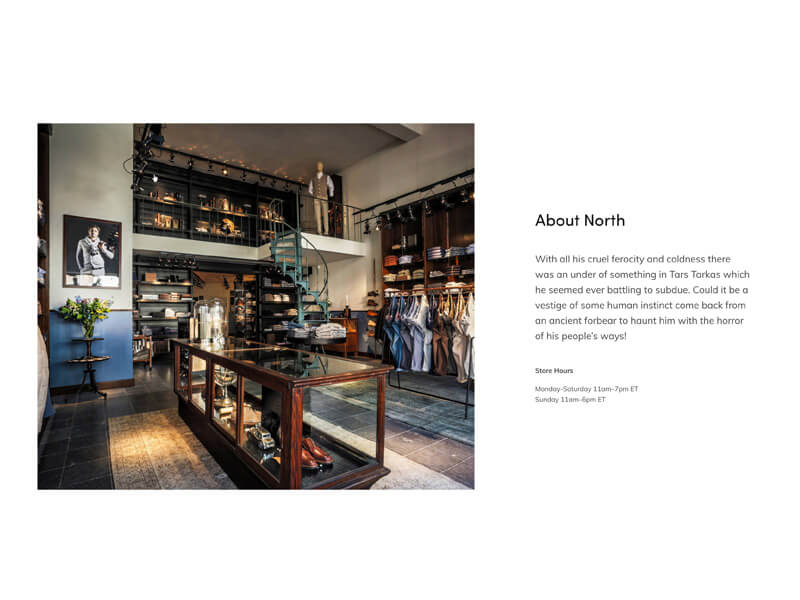 About North
With all his cruel ferocity and coldness there
was an under of something in Tars Tarkas which
he seemed ever battling to subdue. Could it be a
vestige of some human instinct come back from
an ancient forbear to haunt him with the horror
of his people's ways!
Store Hours
Monday-Saturday 11am-7pm ET
Sunday 11am-6pm ET